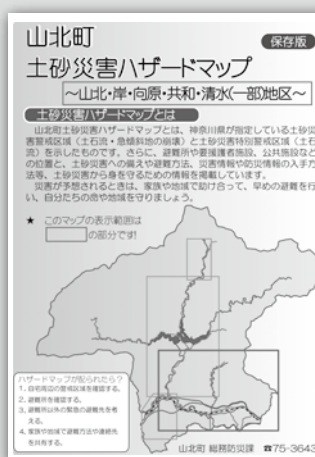 山北町
保存版
土砂災害ハザードマップ
～山北・岸・向原・共和・清水(一部)地区～
土砂災害ハザードマップとは
山北町土砂災害ハザードマップとは、神奈川県が指定している土砂災
害警戒区域（土石流・急傾斜地の崩壊）と土砂災害特別警戒区域（土石
流）を示したものです。さらに、避難所や要援護者施設、公共施設など
の位置と、土砂災害への備えや避難方法、災害情報や防災情報の入手方
法等、土砂災害から身を守るための情報を掲載しています。
災害が予想されるときは、家族や地域で助け合って、早めの避難を行
い、自分たちの命や地域を守りましょう。
★ このマップの表示範囲は
の部分です!
ハザードマップが配られたら？
1. 自宅周辺の警戒区域を確認する。
2. 避難所を確認する。
3. 避難所以外の緊急の避難先を考
える。
4. 家族や地域で避難方法や連絡先
を共有する。
山北町 総務防災課 ☎75-3643